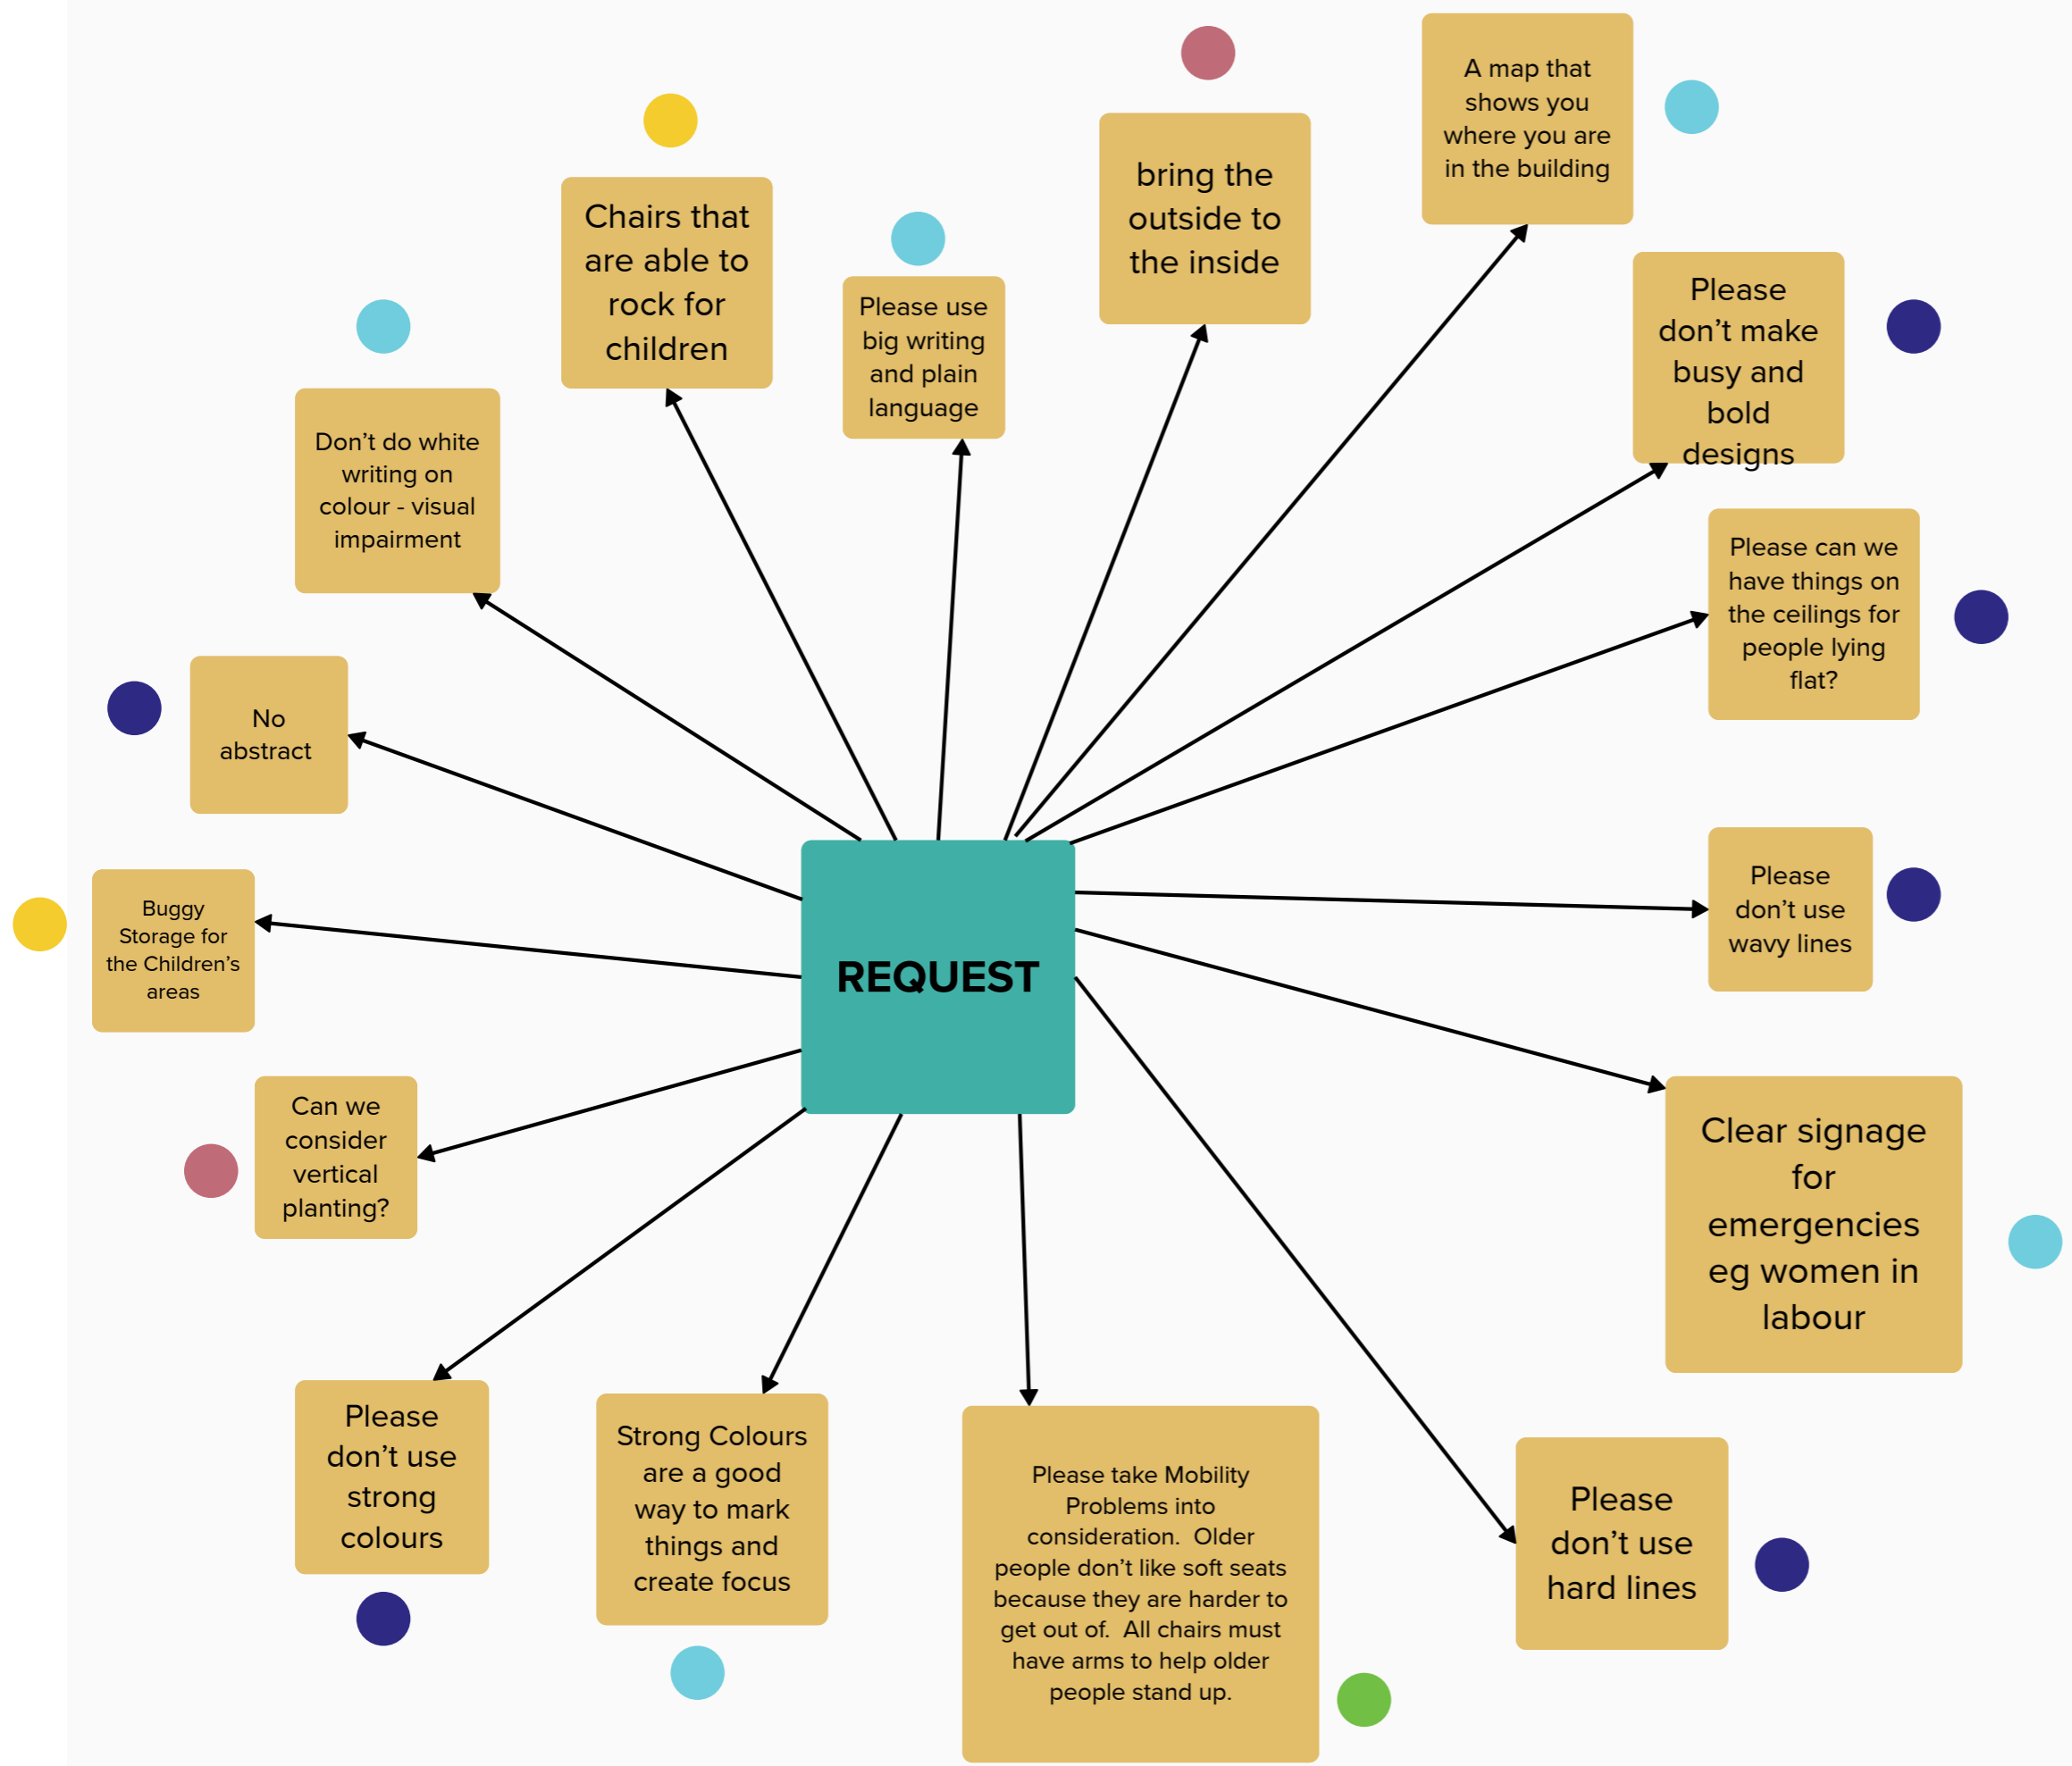 A map that
shows you
where you are
in the building
bring the
outside to
the inside
Chairs that
are able to
rock for
children
Please use
big writing
and plain
language
Please
don't make
busy and
bold
designs
Don't do white
writing on
colour - visual
impairment
Please can we
have things on
the ceilings for
people lying
flat?
No
abstract
Please
don't use
wavy lines
Buggy
Storage for
the Children's
areas
REQUEST
Can we
consider
vertical
planting?
Clear signage
for
emergencies
eg women in
labour
Please
don't use
strong
colours
Strong Colours
are a good
way to mark
things and
create focus
Please take Mobility
Problems into
consideration.  Older
people don't like soft seats
because they are harder to
get out of.  All chairs must
have arms to help older
people stand up.
Please
don't use
hard lines